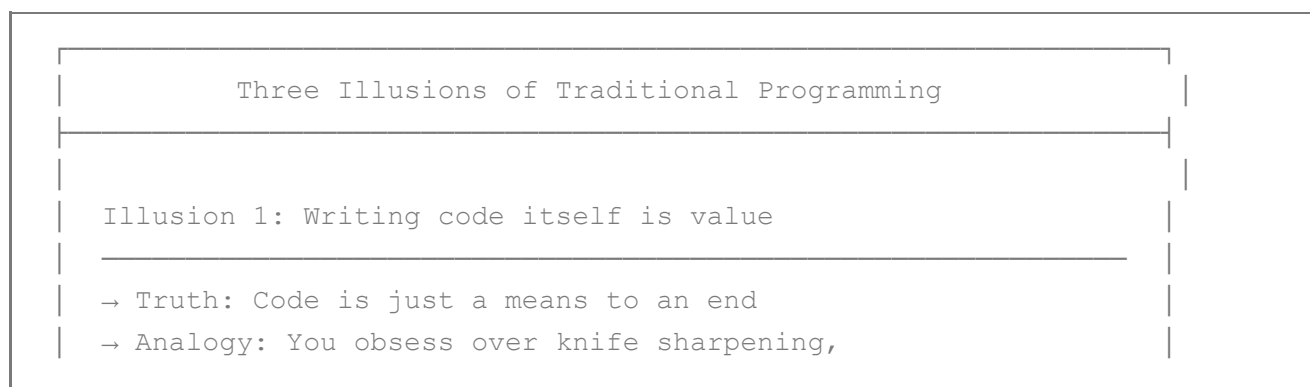 Three Illusions of Traditional Programming
Illusion 1: Writing code itself is value
→ Truth: Code is just a means to an end
→ Analogy: You obsess over knife sharpening,